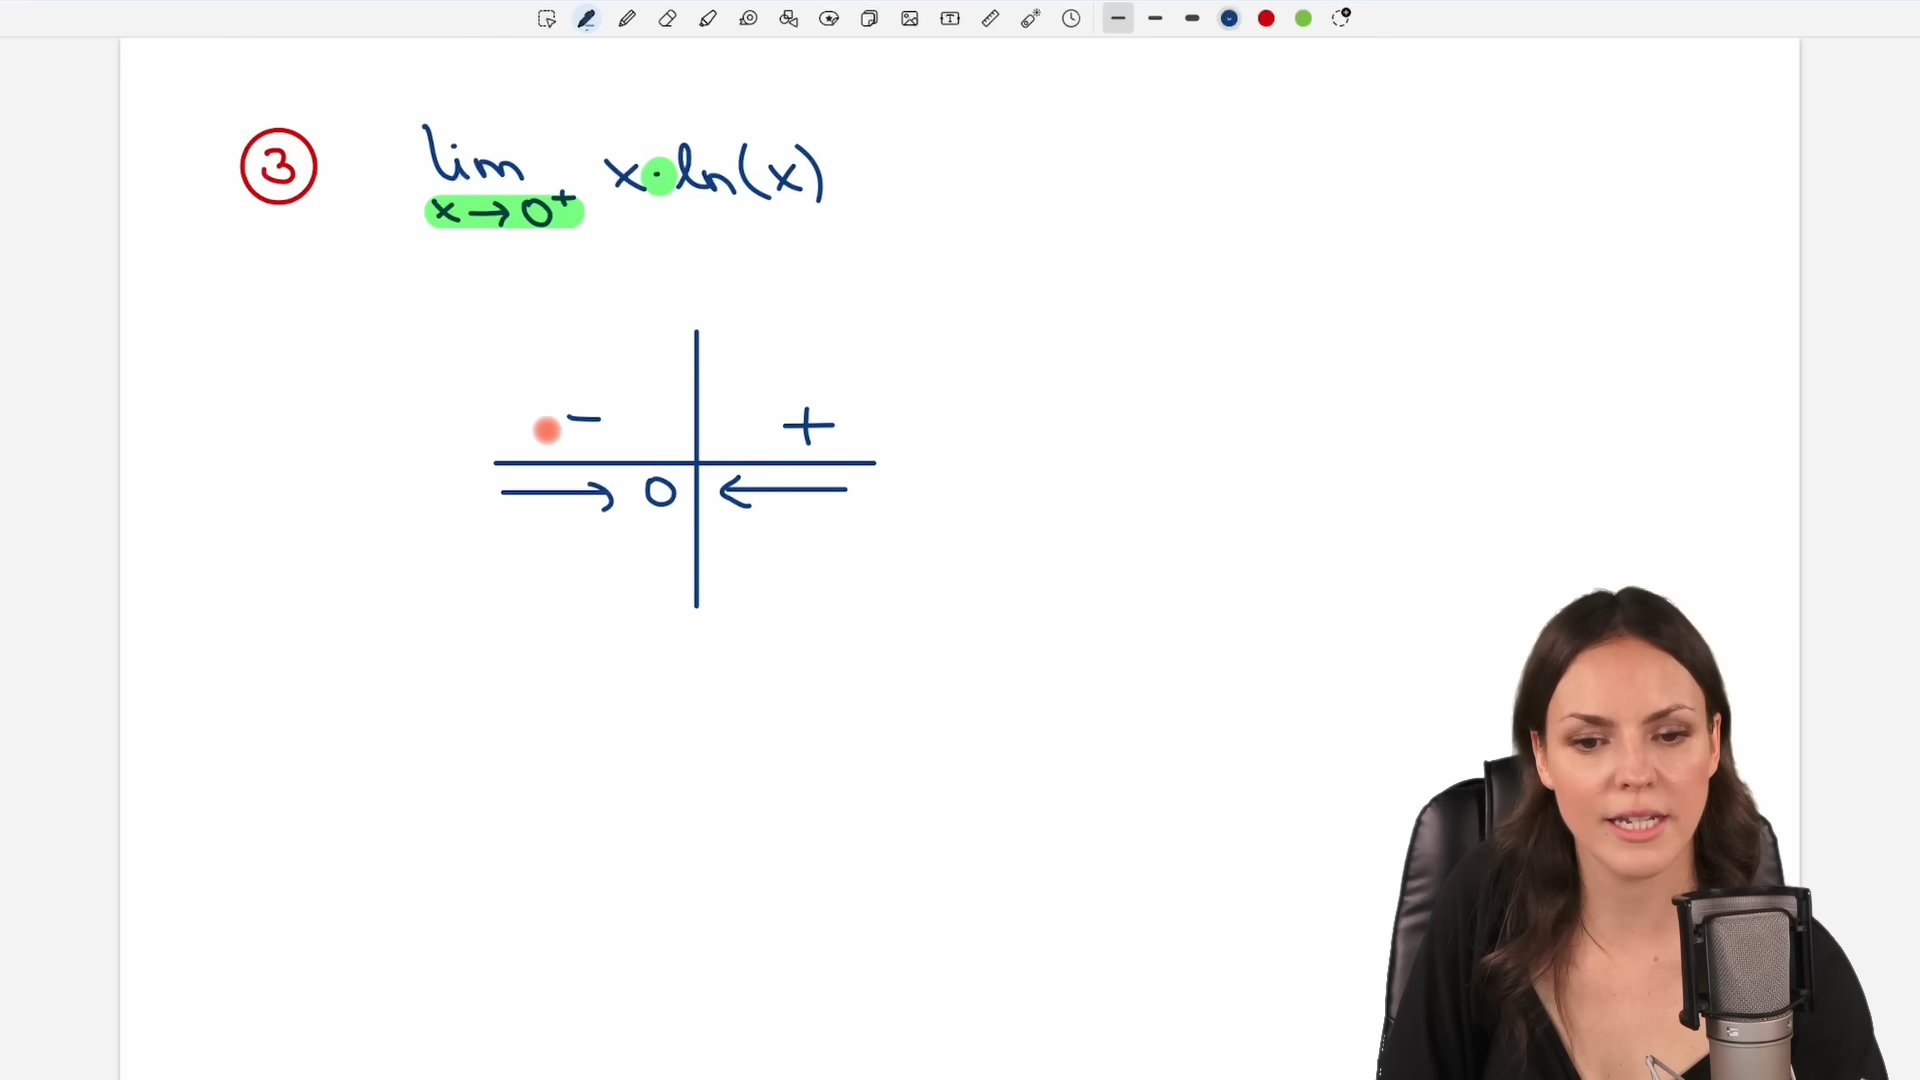 ③ lim x·ln(x)
x→0⁺
− +
→ 0 ←